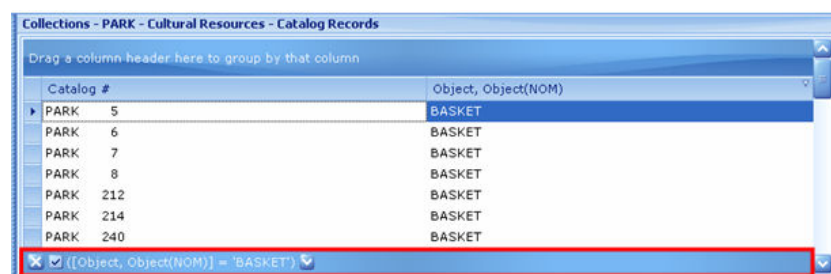 Collections - PARK - Cultural Resources - Catalog Records
Drag a column header here to group by that column
Catalog # Object, Object(NOM)
PARK 5 BASKET
PARK 6 BASKET
PARK 7 BASKET
PARK 8 BASKET
PARK 212 BASKET
PARK 214 BASKET
PARK 240 BASKET
([Object, Object(NOM)] = 'BASKET')